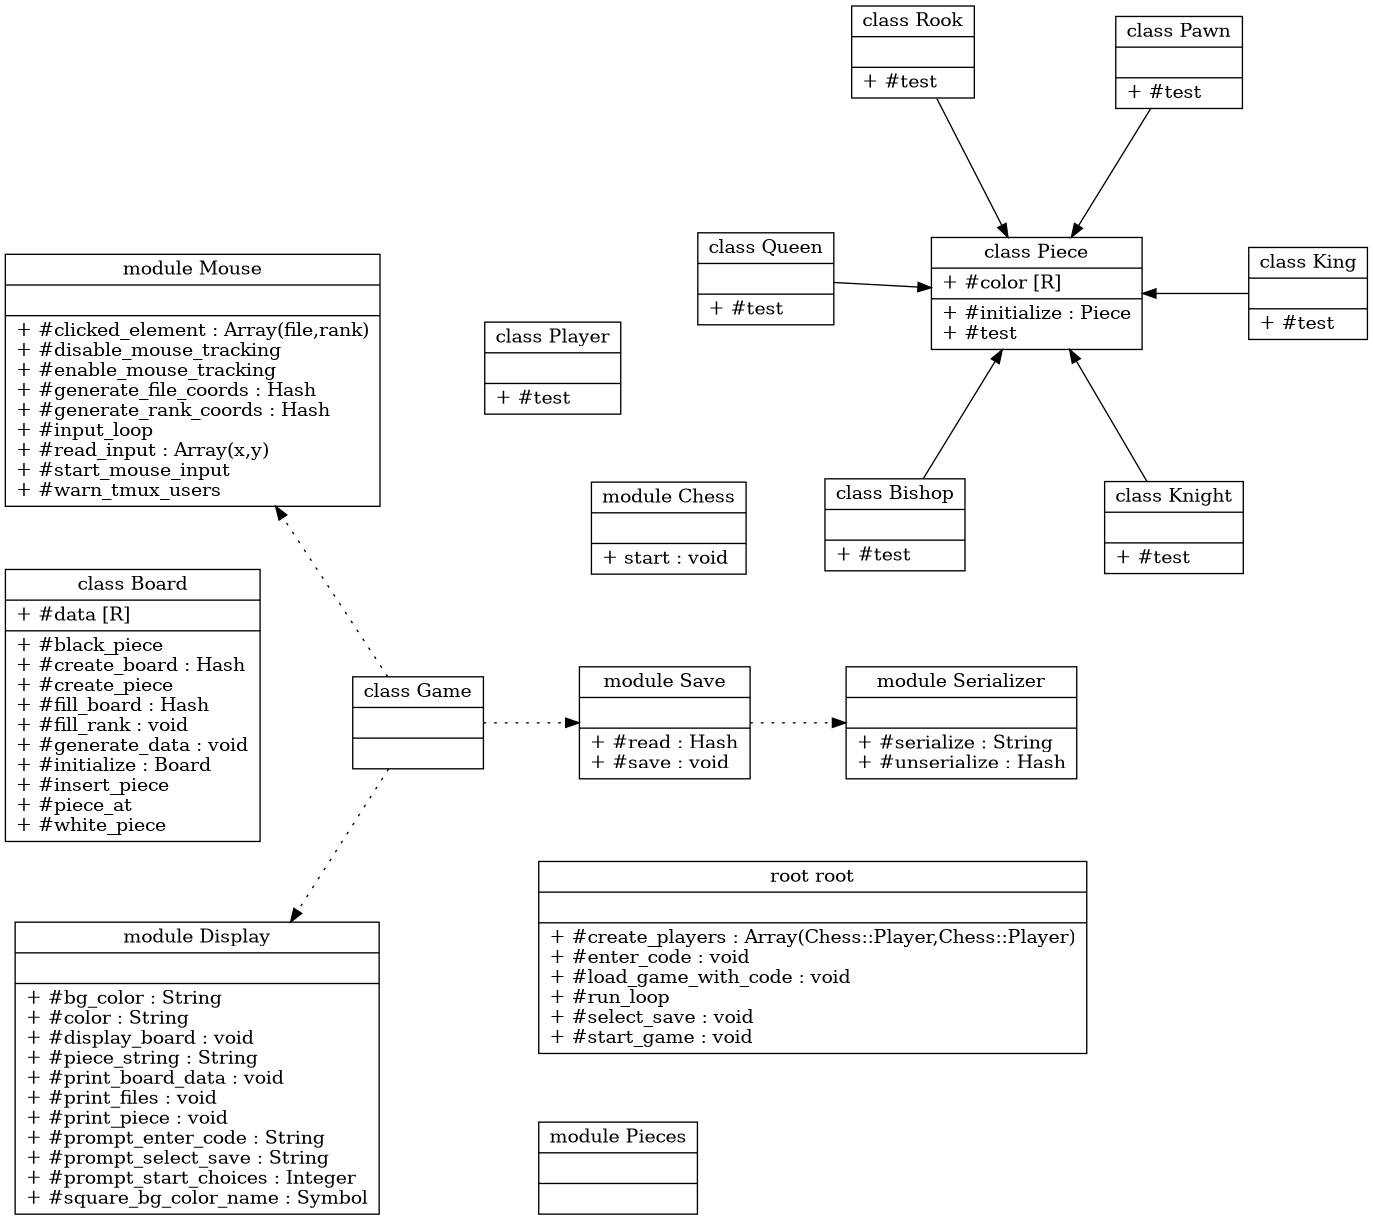 class Rook
+ #test
class Pawn
+ #test
class Queen
+ #test
class Piece
+ #color [R]
+ #initialize : Piece
+ #test
class King
+ #test
module Mouse
+ #clicked_element : Array(file,rank)
+ #disable_mouse_tracking
+ #enable_mouse_tracking
+ #generate_file_coords : Hash
+ #generate_rank_coords : Hash
+ #input_loop
+ #read_input : Array(x,y)
+ #start_mouse_input
+ #warn_tmux_users
class Player
+ #test
module Chess
+ start : void
class Bishop
+ #test
class Knight
+ #test
class Board
+ #data [R]
+ #black_piece
+ #create_board : Hash
+ #create_piece
+ #fill_board : Hash
+ #fill_rank : void
+ #generate_data : void
+ #initialize : Board
+ #insert_piece
+ #piece_at
+ #white_piece
class Game
module Save
+ #read : Hash
+ #save : void
module Serializer
+ #serialize : String
+ #unserialize : Hash
root root
+ #create_players : Array(Chess::Player,Chess::Player)
+ #enter_code : void
+ #load_game_with_code : void
+ #run_loop
+ #select_save : void
+ #start_game : void
module Display
+ #bg_color : String
+ #color : String
+ #display_board : void
+ #piece_string : String
+ #print_board_data : void
+ #print_files : void
+ #print_piece : void
+ #prompt_enter_code : String
+ #prompt_select_save : String
+ #prompt_start_choices : Integer
+ #square_bg_color_name : Symbol
module Pieces